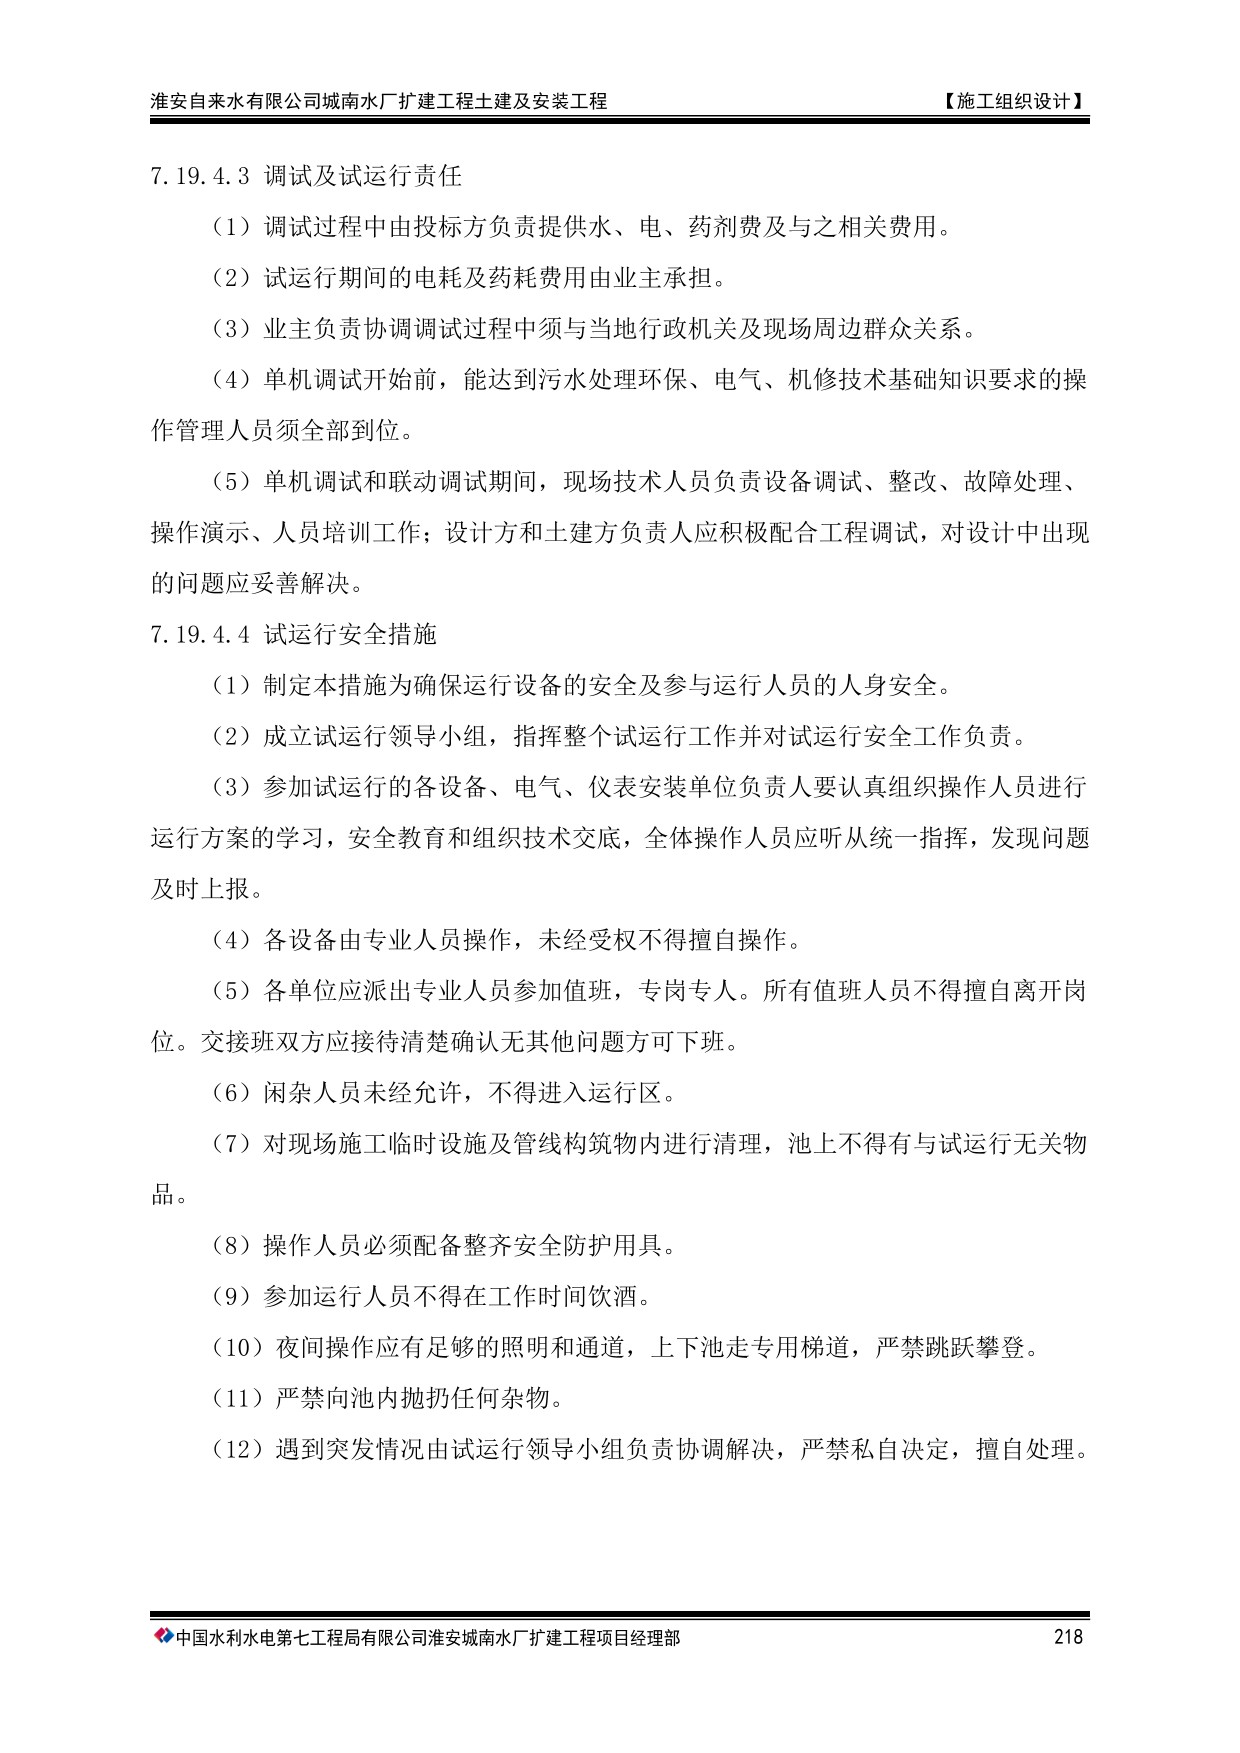 淮安自来水有限公司城南水厂扩建工程土建及安装工程 【施工组织设计】
7.19.4.3 调试及试运行责任
（1）调试过程中由投标方负责提供水、电、药剂费及与之相关费用。
（2）试运行期间的电耗及药耗费用由业主承担。
（3）业主负责协调调试过程中须与当地行政机关及现场周边群众关系。
（4）单机调试开始前，能达到污水处理环保、电气、机修技术基础知识要求的操
作管理人员须全部到位。
（5）单机调试和联动调试期间，现场技术人员负责设备调试、整改、故障处理、
操作演示、人员培训工作；设计方和土建方负责人应积极配合工程调试，对设计中出现
的问题应妥善解决。
7.19.4.4 试运行安全措施
（1）制定本措施为确保运行设备的安全及参与运行人员的人身安全。
（2）成立试运行领导小组，指挥整个试运行工作并对试运行安全工作负责。
（3）参加试运行的各设备、电气、仪表安装单位负责人要认真组织操作人员进行
运行方案的学习，安全教育和组织技术交底，全体操作人员应听从统一指挥，发现问题
及时上报。
（4）各设备由专业人员操作，未经受权不得擅自操作。
（5）各单位应派出专业人员参加值班，专岗专人。所有值班人员不得擅自离开岗
位。交接班双方应接待清楚确认无其他问题方可下班。
（6）闲杂人员未经允许，不得进入运行区。
（7）对现场施工临时设施及管线构筑物内进行清理，池上不得有与试运行无关物
品。
（8）操作人员必须配备整齐安全防护用具。
（9）参加运行人员不得在工作时间饮酒。
（10）夜间操作应有足够的照明和通道，上下池走专用梯道，严禁跳跃攀登。
（11）严禁向池内抛扔任何杂物。
（12）遇到突发情况由试运行领导小组负责协调解决，严禁私自决定，擅自处理。
中国水利水电第七工程局有限公司淮安城南水厂扩建工程项目经理部 218